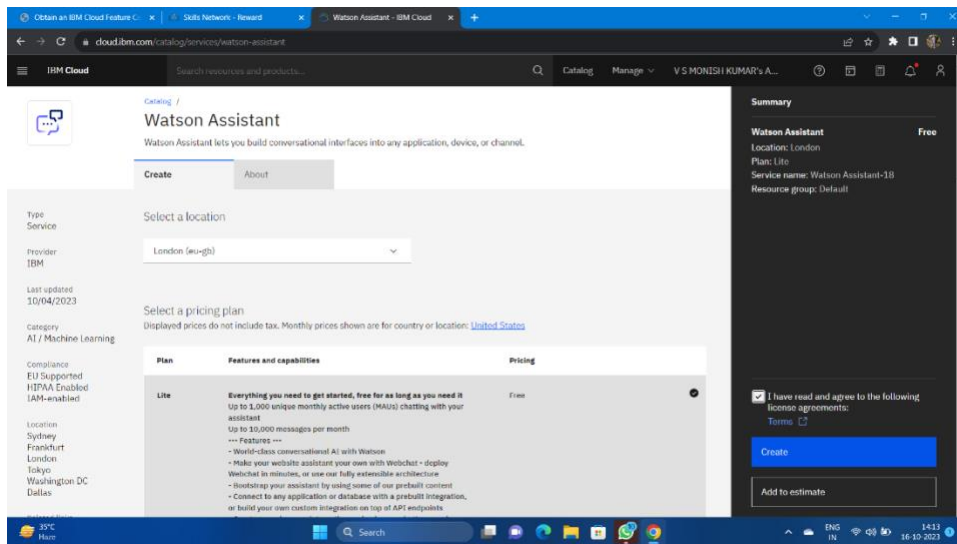 Obtain an IBM Cloud Feature C
Skills Network - Reward
Watson Assistant - IBM Cloud
cloud.ibm.com/catalog/services/watson-assistant
IBM Cloud
Search resources and products...
Catalog
Manage
V S MONISH KUMAR's A...
Catalog /
Watson Assistant
Watson Assistant lets you build conversational interfaces into any application, device, or channel.
Create
About
Type
Service
Provider
IBM
Last updated
10/04/2023
Category
AI / Machine Learning
Compliance
EU Supported
HIPAA Enabled
IAM-enabled
Location
Sydney
Frankfurt
London
Tokyo
Washington DC
Dallas
Select a location
London (eu-gb)
Select a pricing plan
Displayed prices do not include tax. Monthly prices shown are for country or location: United States
Plan
Features and capabilities
Pricing
Lite
Everything you need to get started, free for as long as you need it
Free
Up to 1,000 unique monthly active users (MAUs) chatting with your
assistant
Up to 10,000 messages per month
--- Features ---
- World-class conversational AI with Watson
- Make your website assistant your own with Webchat - deploy
Webchat in minutes, or use our fully extensible architecture
- Bootstrap your assistant by using some of our prebuilt content
- Connect to any application or database with a prebuilt integration,
or build your own custom integration on top of API endpoints
Summary
Watson Assistant Free
Location: London
Plan: Lite
Service name: Watson Assistant-18
Resource group: Default
I have read and agree to the following
license agreements:
Terms
Create
Add to estimate
35°C
Haze
Search
ENG
IN
14:13
16-10-2023